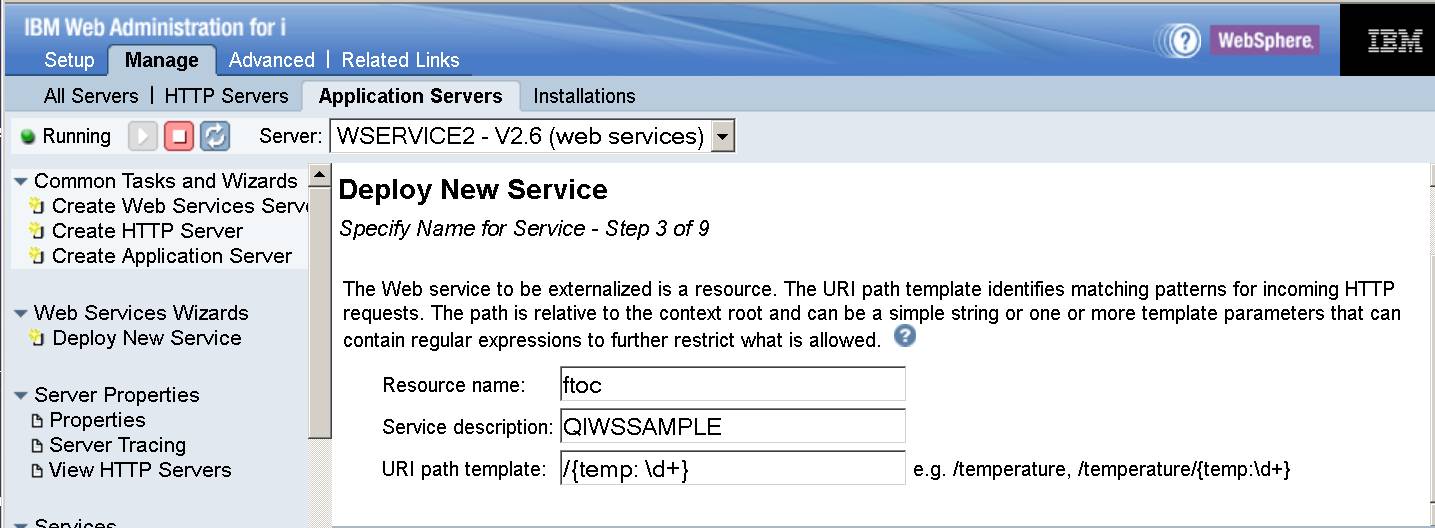 IBM Web Administration for i
WebSphere.
IBM
Setup Manage Advanced | Related Links
All Servers | HTTP Servers Application Servers Installations
Running Server: WSERVICE2 - V2.6 (web services)
Common Tasks and Wizards
Create Web Services Serv
Create HTTP Server
Create Application Server
Web Services Wizards
Deploy New Service
Server Properties
Properties
Server Tracing
View HTTP Servers
Services
Deploy New Service
Specify Name for Service - Step 3 of 9
The Web service to be externalized is a resource. The URI path template identifies matching patterns for incoming HTTP
requests. The path is relative to the context root and can be a simple string or one or more template parameters that can
contain regular expressions to further restrict what is allowed. ?
Resource name: ftoc
Service description: QIWSSAMPLE
URI path template: /{temp: \d+} e.g. /temperature, /temperature/{temp:\d+}